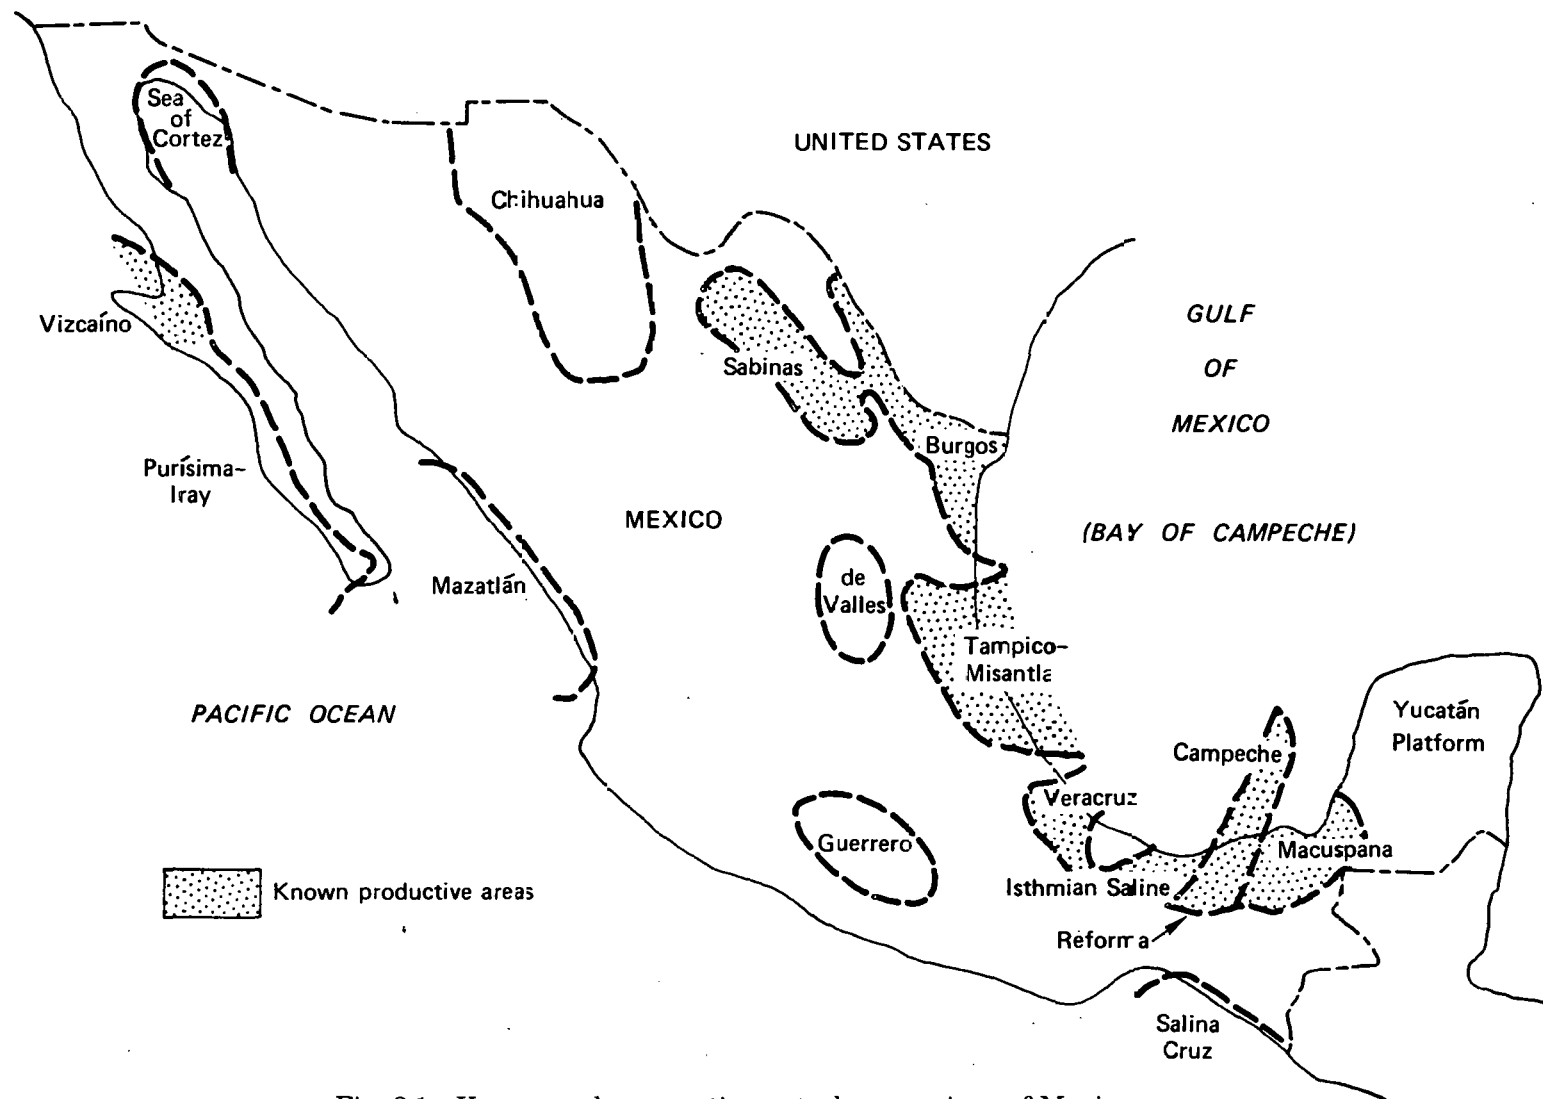 Sea
of
Cortez
UNITED STATES
Chihuahua
Vizcaíno
GULF
OF
MEXICO
Sabinas
Burgos
Purísima-
Iray
MEXICO
(BAY OF CAMPECHE)
de
Valles
Mazatlán
Tampico-
Misantla
PACIFIC OCEAN
Yucatán
Platform
Campeche
Veracruz
Guerrero
Macuspana
Isthmian Saline
Known productive areas
Reforma
Salina
Cruz